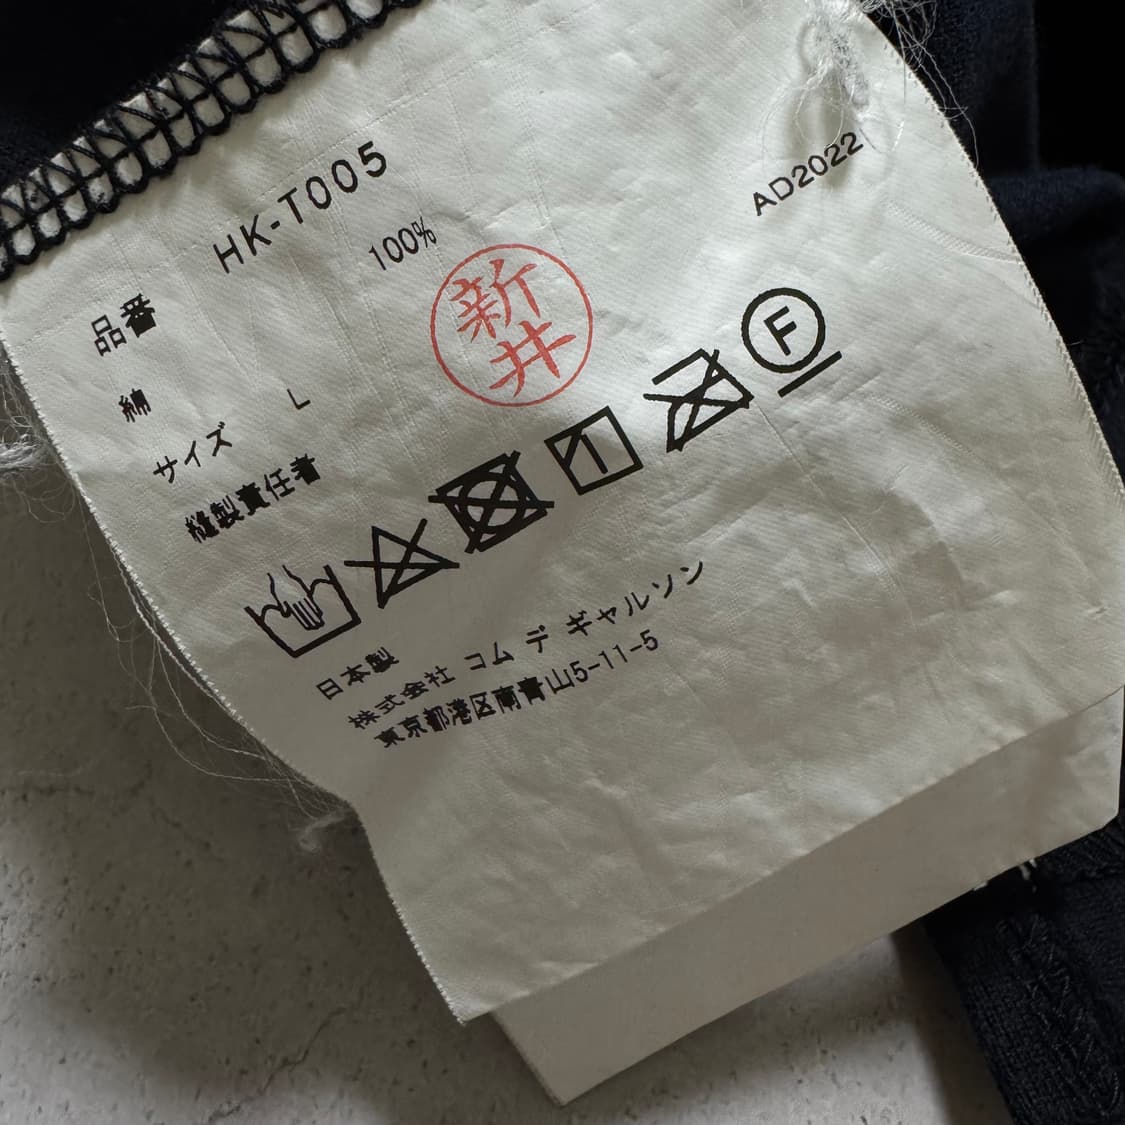 品番 HK-T005 AD2022
綿 100%
サイズ L
縫製責任者 新井
F
日本製
株式会社 コム デ ギャルソン
東京都港区南青山5-11-5